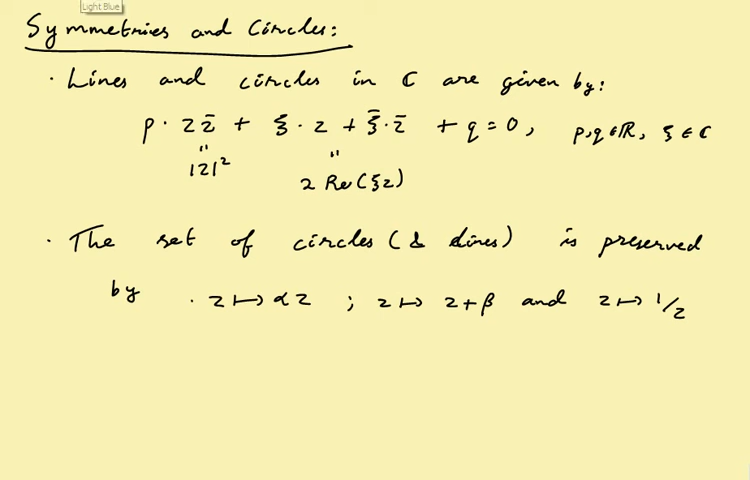 Light Blue
Symmetries and Circles:
· Lines and circles in ℂ are given by:
p · z z̄ + ξ · z + ξ̄ · z̄ + q = 0, p, q ∈ ℝ, ξ ∈ ℂ
" "
|z|² 2 Re(ξz)
· The set of circles (& lines) is preserved
by · z ↦ αz ; z ↦ z+β and z ↦ 1/z